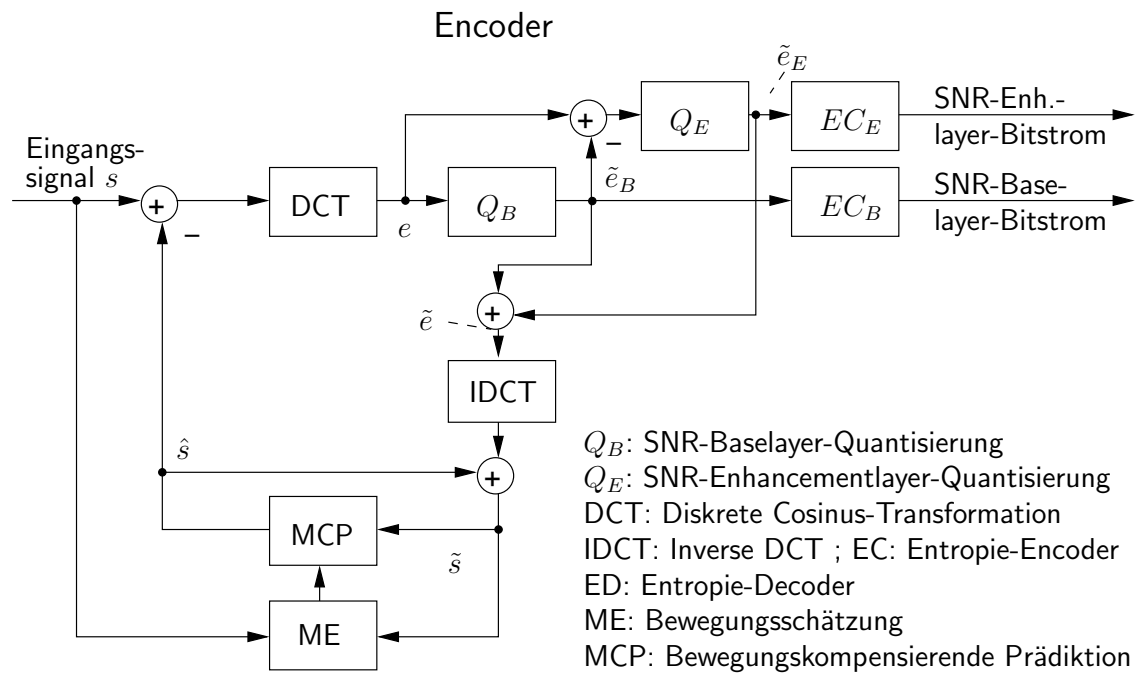 Encoder
ẽ_E
Eingangs-
signal s
+
−
DCT
e
Q_B
+
−
Q_E
ẽ_B
EC_E
SNR-Enh.-
layer-Bitstrom
EC_B
SNR-Base-
layer-Bitstrom
ẽ
+
IDCT
ŝ
+
MCP
s̃
ME
Q_B: SNR-Baselayer-Quantisierung
Q_E: SNR-Enhancementlayer-Quantisierung
DCT: Diskrete Cosinus-Transformation
IDCT: Inverse DCT ; EC: Entropie-Encoder
ED: Entropie-Decoder
ME: Bewegungsschätzung
MCP: Bewegungskompensierende Prädiktion